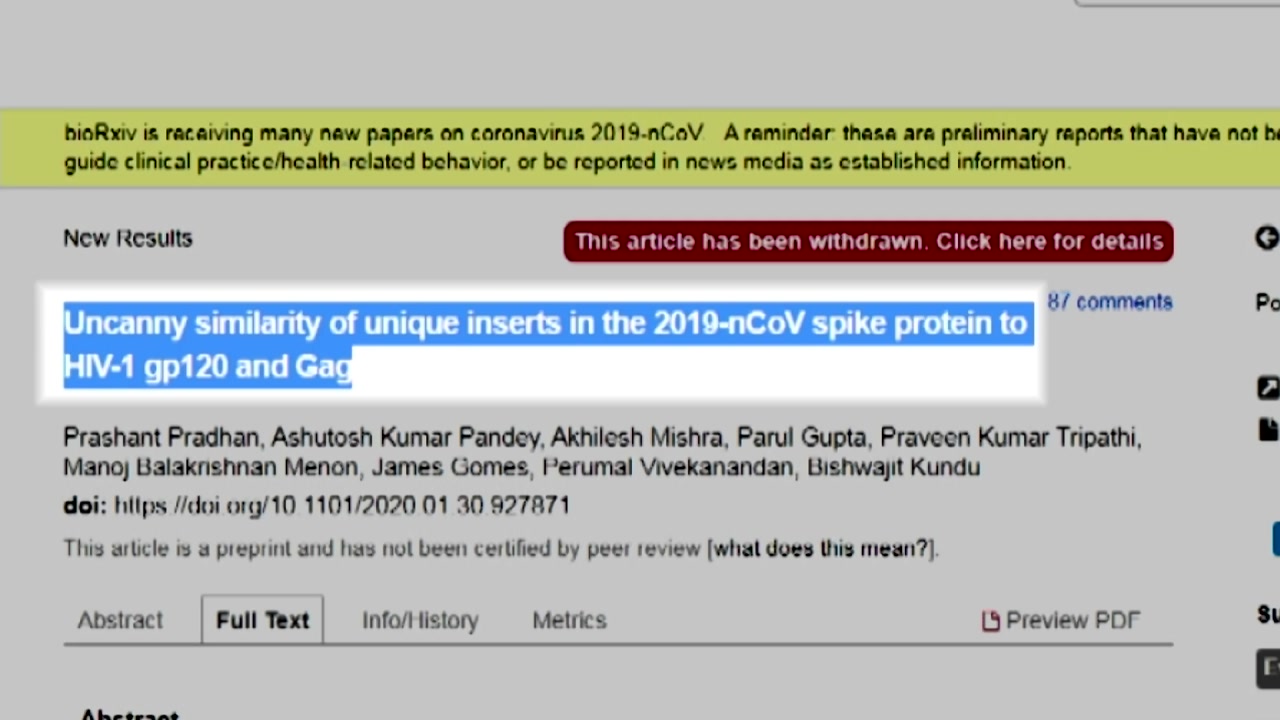 bioRxiv is receiving many new papers on coronavirus 2019-nCoV. A reminder: these are preliminary reports that have not be
guide clinical practice/health-related behavior, or be reported in news media as established information.
New Results
This article has been withdrawn. Click here for details
87 comments
Uncanny similarity of unique inserts in the 2019-nCoV spike protein to
HIV-1 gp120 and Gag
Po
Prashant Pradhan, Ashutosh Kumar Pandey, Akhilesh Mishra, Parul Gupta, Praveen Kumar Tripathi,
Manoj Balakrishnan Menon, James Gomes, Perumal Vivekanandan, Bishwajit Kundu
doi: https://doi.org/10.1101/2020.01.30.927871
This article is a preprint and has not been certified by peer review [what does this mean?].
Abstract Full Text Info/History Metrics Preview PDF
Su
Abstract